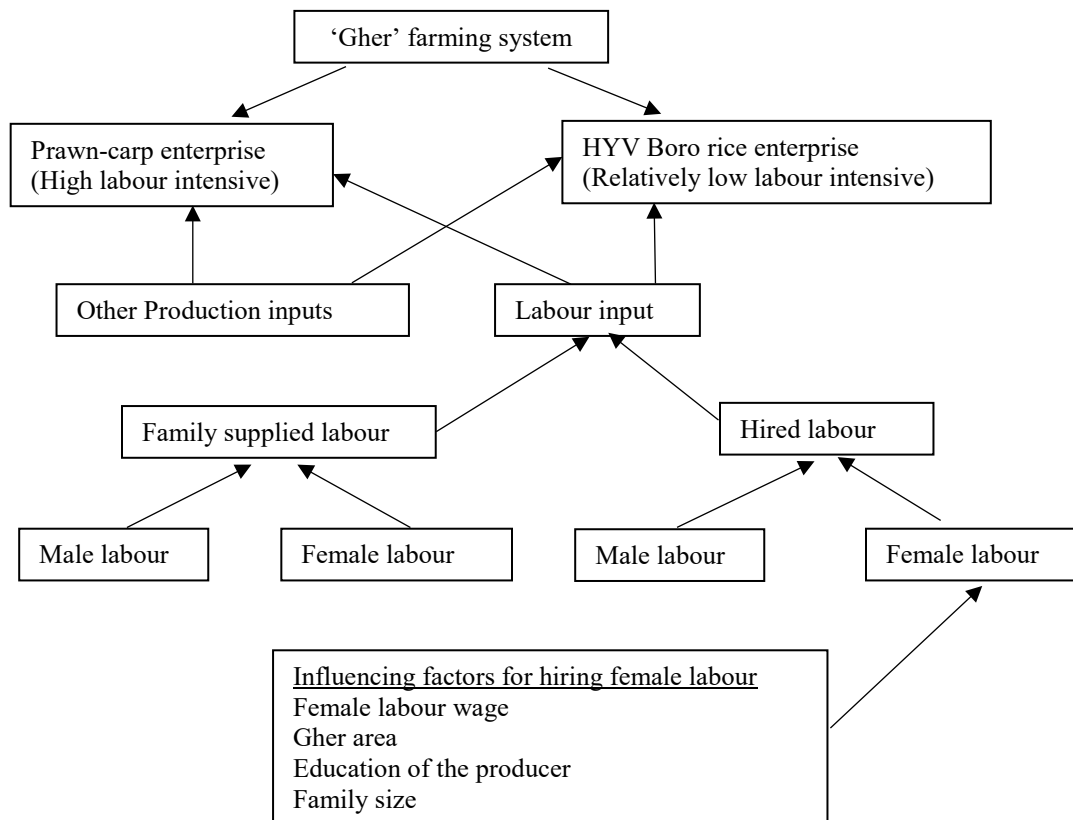 ‘Gher’ farming system
Prawn-carp enterprise
(High labour intensive)
HYV Boro rice enterprise
(Relatively low labour intensive)
Other Production inputs
Labour input
Family supplied labour
Hired labour
Male labour
Female labour
Male labour
Female labour
Influencing factors for hiring female labour
Female labour wage
Gher area
Education of the producer
Family size